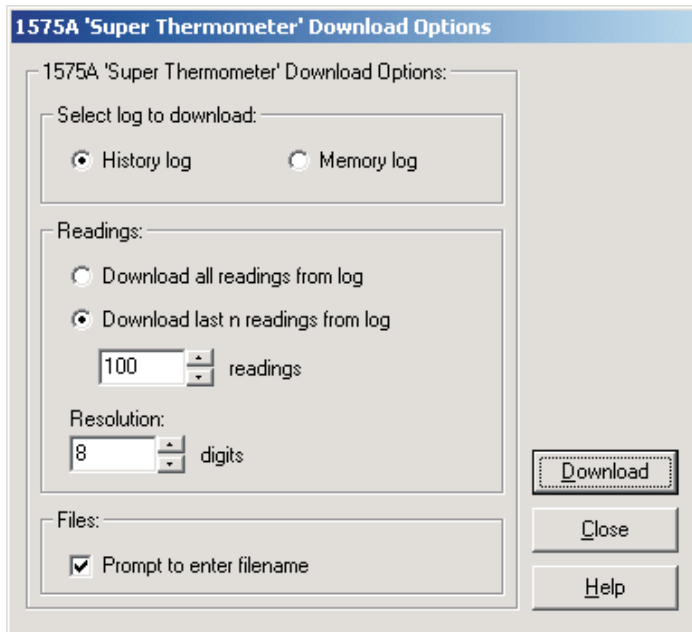 1575A 'Super Thermometer' Download Options
1575A 'Super Thermometer' Download Options:
Select log to download:
History log Memory log
Readings:
Download all readings from log
Download last n readings from log
100 readings
Resolution:
8 digits
Files:
Prompt to enter filename
Download
Close
Help